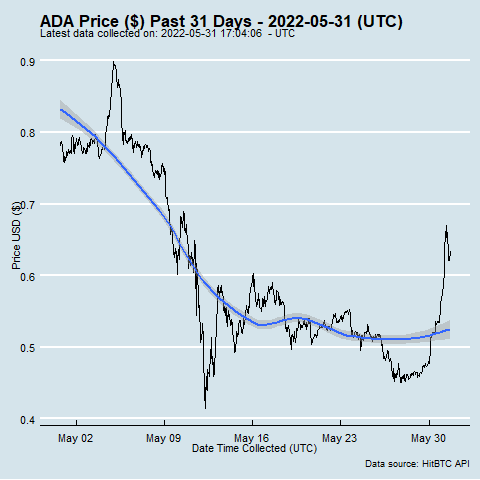 ADA Price ($) Past 31 Days - 2022-05-31 (UTC)
Latest data collected on: 2022-05-31 17:04:06  - UTC
0.9
0.8
0.7
0.6
0.5
0.4
Price USD ($)
May 02
May 09
May 16
May 23
May 30
Date Time Collected (UTC)
Data source: HitBTC API